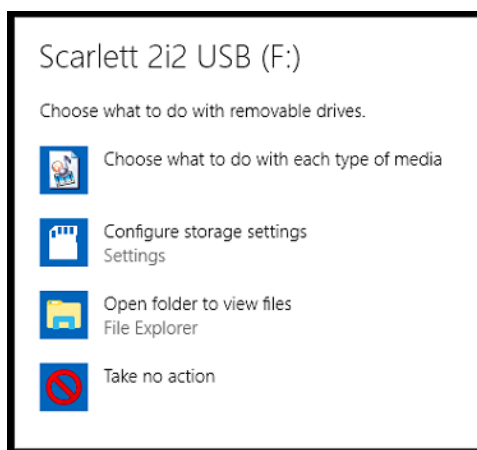 Scarlett 2i2 USB (F:)
Choose what to do with removable drives.
Choose what to do with each type of media
Configure storage settings
Settings
Open folder to view files
File Explorer
Take no action